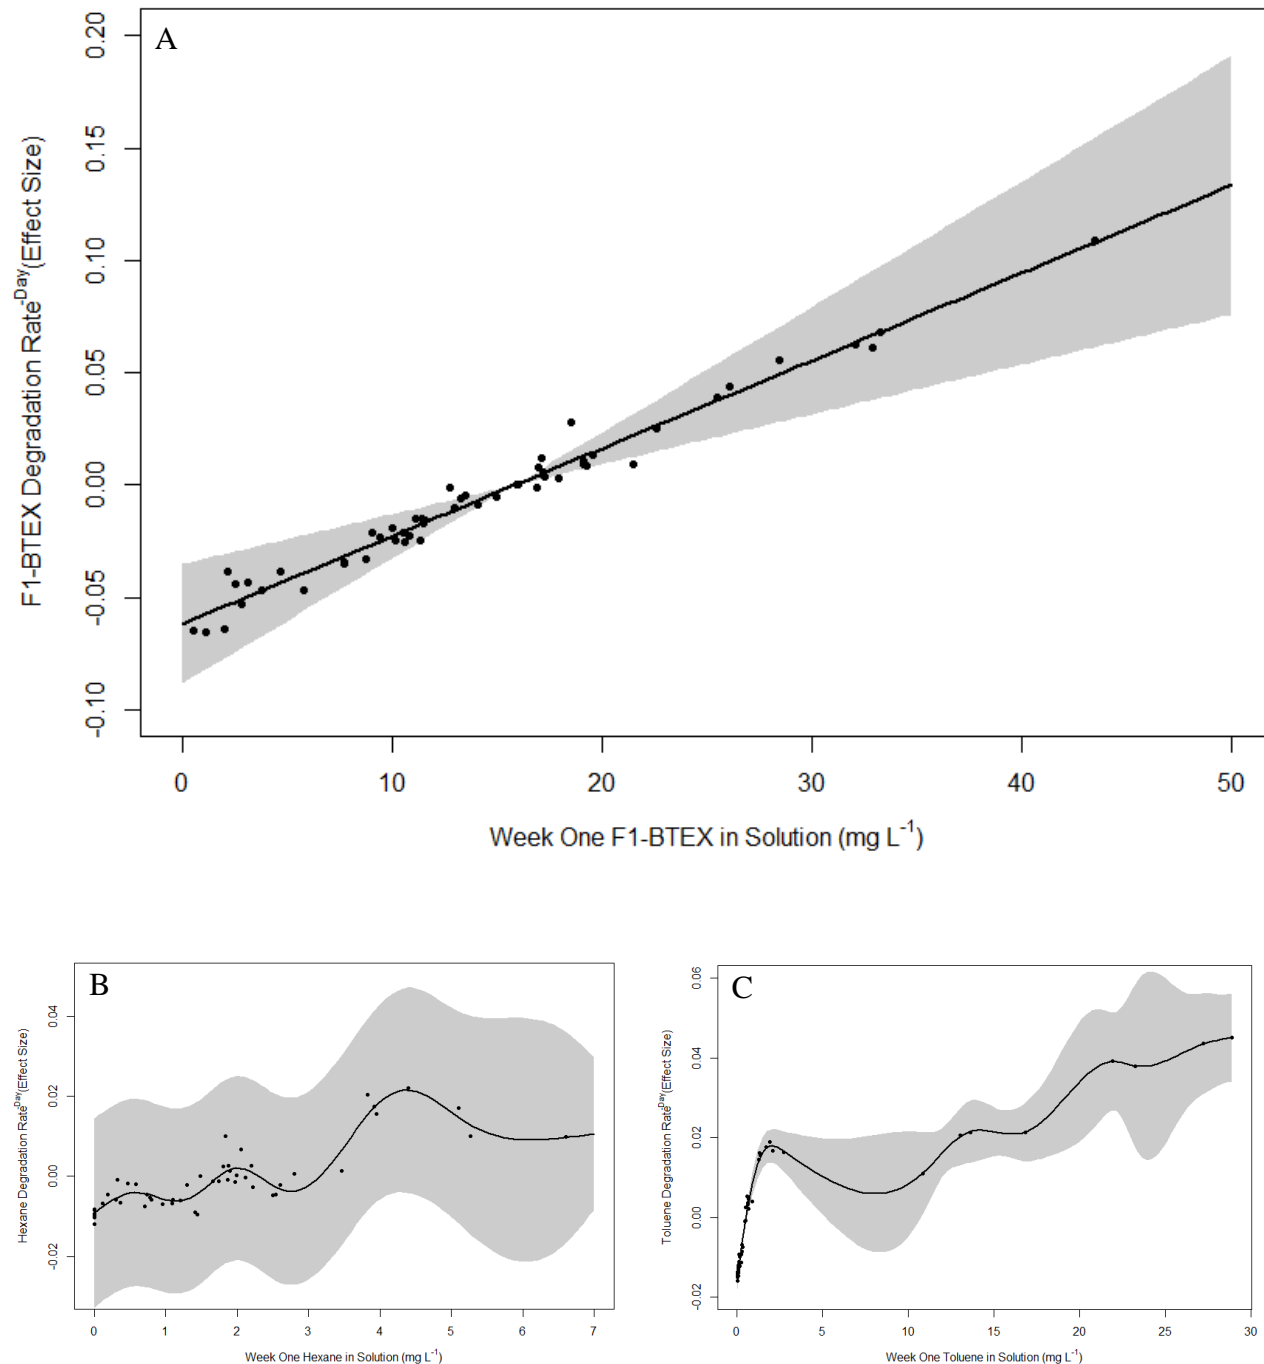 A
0.20
0.15
0.10
0.05
0.00
-0.05
-0.10
F1-BTEX Degradation Rate^-Day(Effect Size)
0 10 20 30 40 50
Week One F1-BTEX in Solution (mg L^-1)
B
0.04
0.02
0.00
-0.02
Hexane Degradation Rate^Day(Effect Size)
0 1 2 3 4 5 6 7
Week One Hexane in Solution (mg L^-1)
C
0.06
0.04
0.02
0.00
-0.02
Toluene Degradation Rate^-Day(Effect Size)
0 5 10 15 20 25 30
Week One Toluene in Solution (mg L^-1)